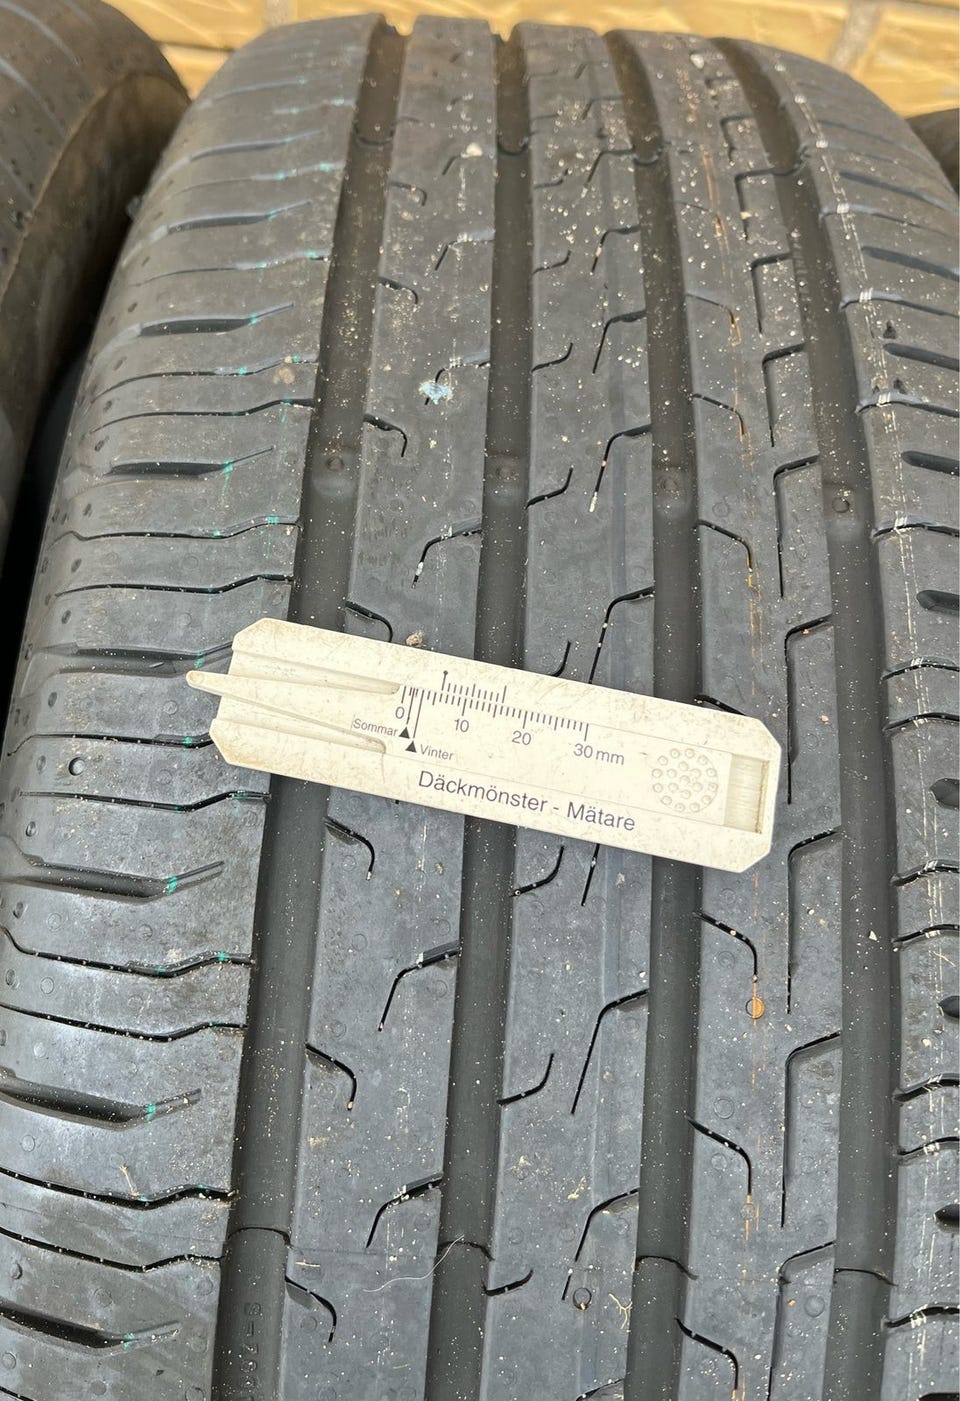 0 10 20 30 mm
Sommar
Vinter
Däckmönster - Mätare